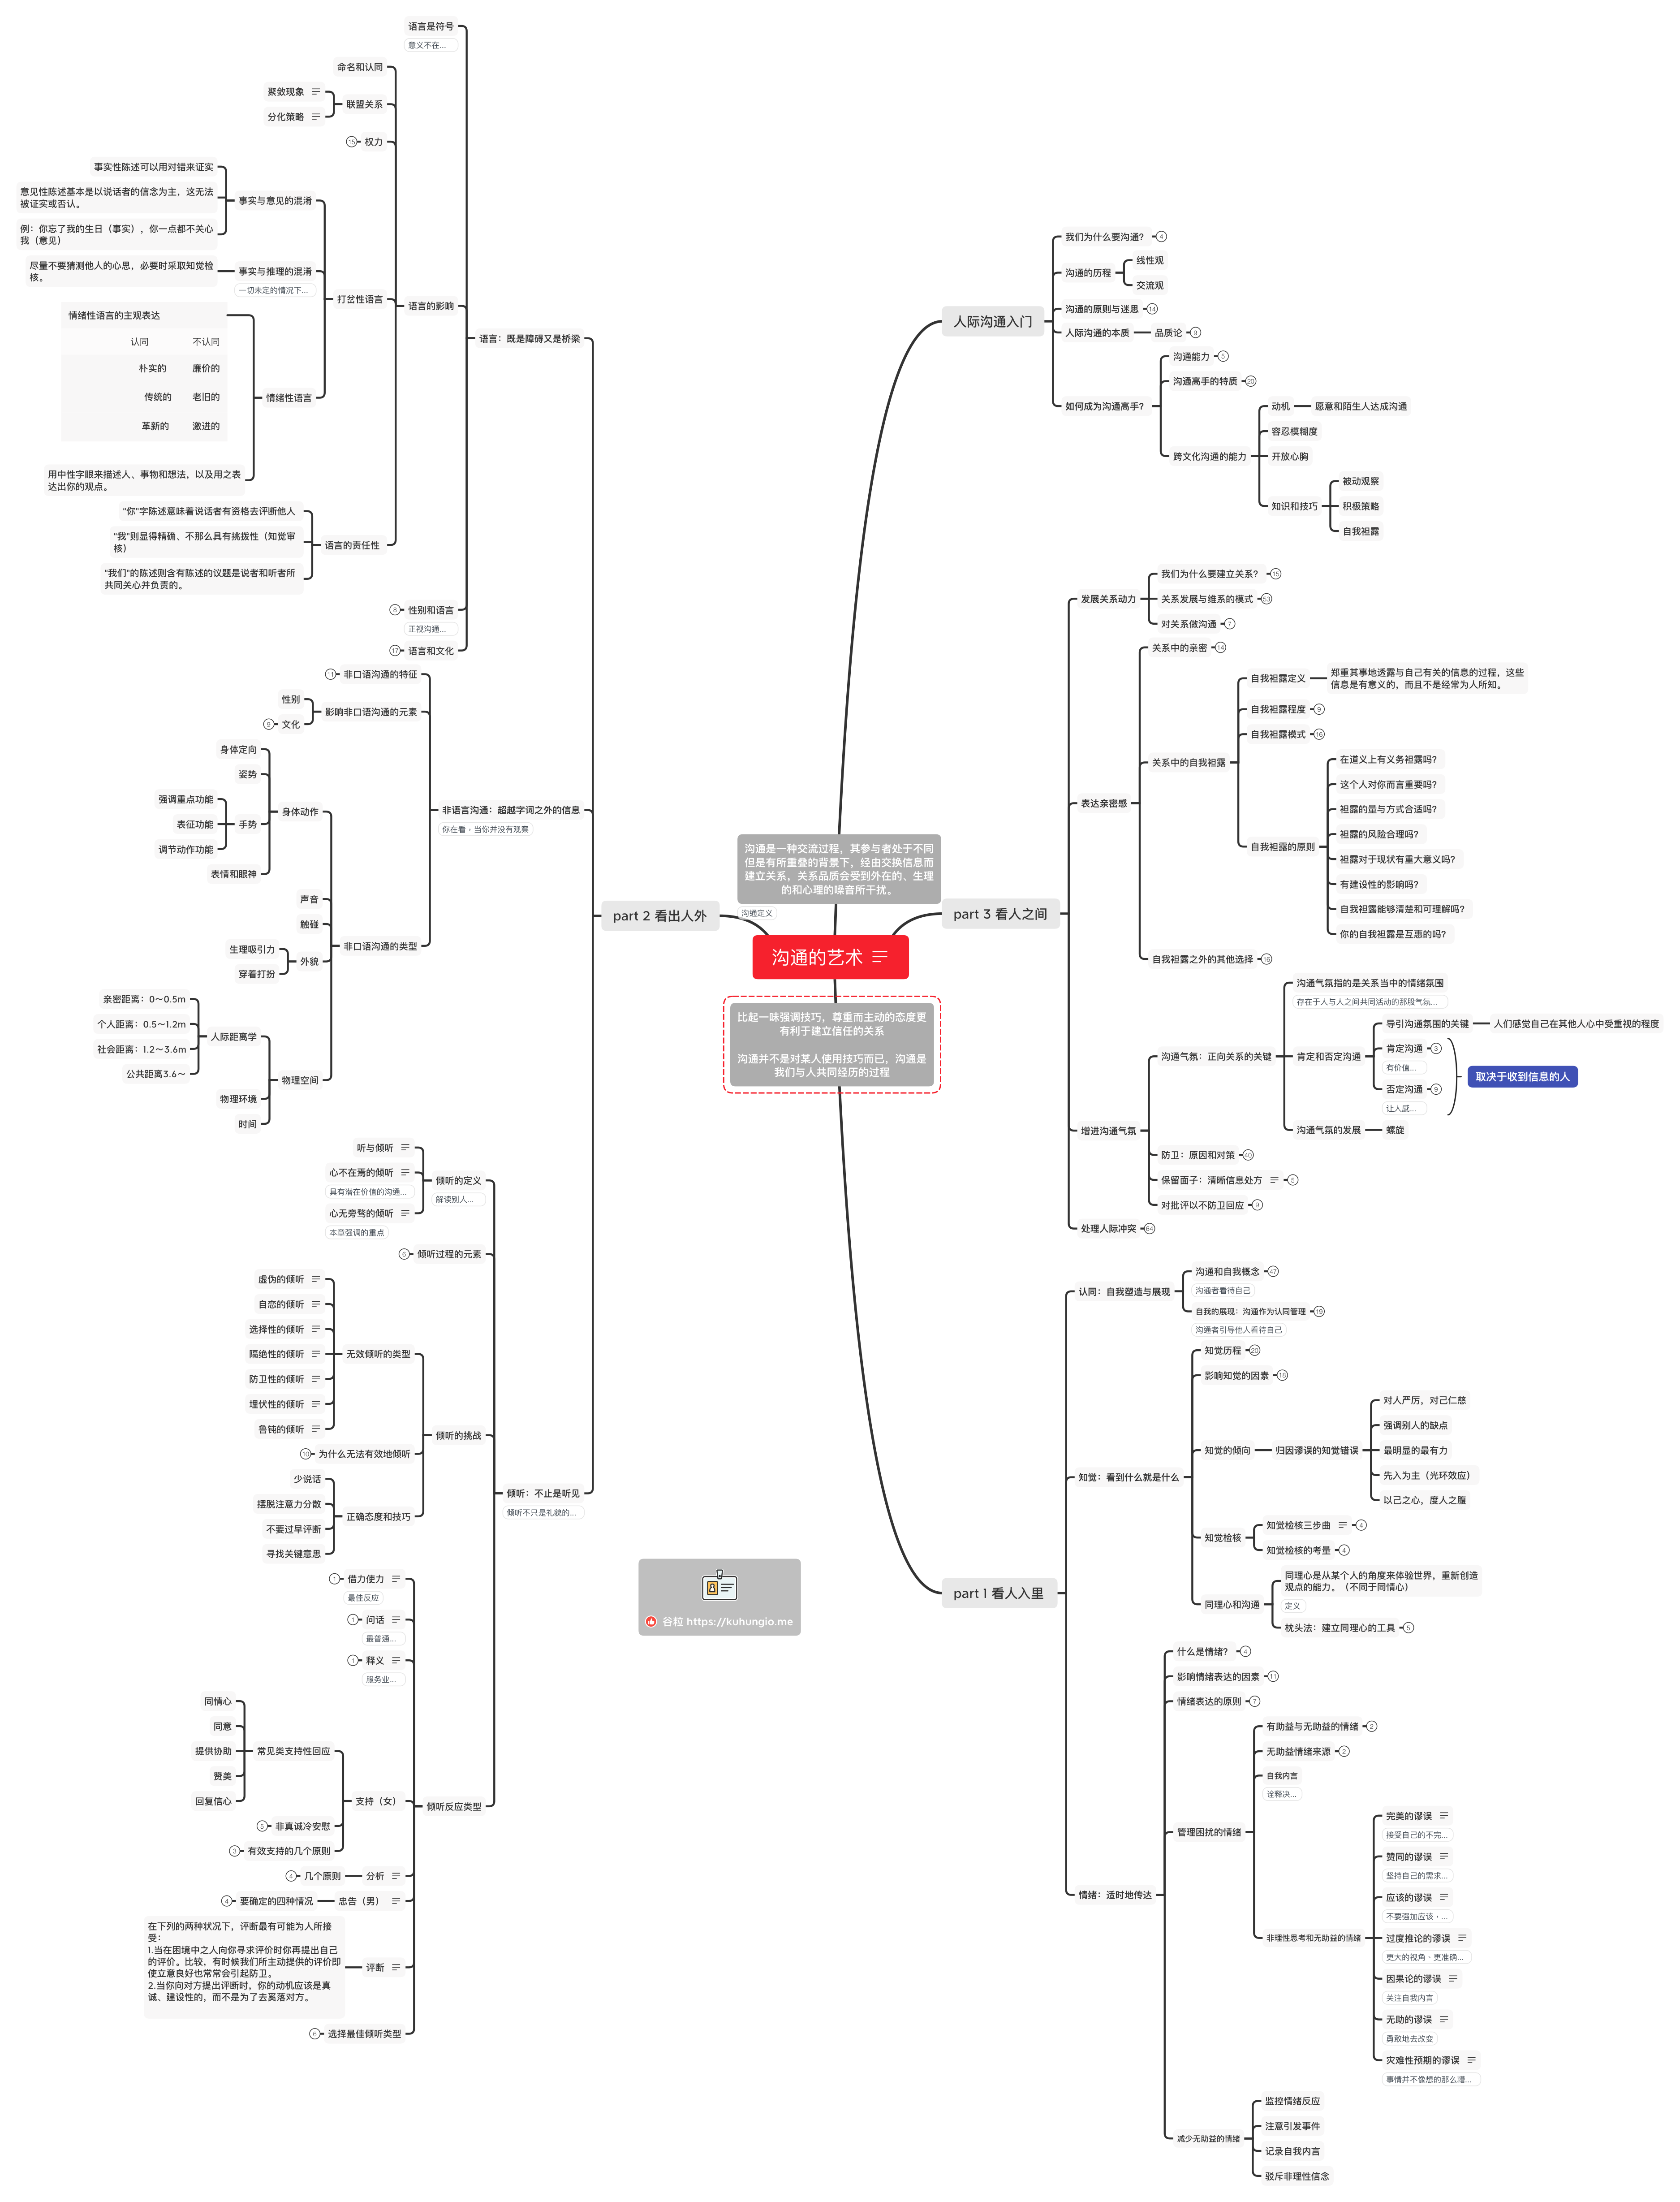 沟通的艺术
沟通是一种交流过程，其参与者处于不同
但是有所重叠的背景下，经由交换信息而
建立关系，关系品质会受到外在的、生理
的和心理的噪音所干扰。
沟通定义
比起一味强调技巧，尊重而主动的态度更
有利于建立信任的关系
沟通并不是对某人使用技巧而已，沟通是
我们与人共同经历的过程
人际沟通入门
我们为什么要沟通？ 4
沟通的历程
线性观
交流观
沟通的原则与迷思 14
人际沟通的本质
品质论 9
如何成为沟通高手？
沟通能力 5
沟通高手的特质 20
跨文化沟通的能力
动机
愿意和陌生人达成沟通
容忍模糊度
开放心胸
知识和技巧
被动观察
积极策略
自我袒露
part 3 看人之间
发展关系动力
我们为什么要建立关系？ 15
关系发展与维系的模式 53
对关系做沟通 7
表达亲密感
关系中的亲密 14
关系中的自我袒露
自我袒露定义
郑重其事地透露与自己有关的信息的过程，这些
信息是有意义的，而且不是经常为人所知。
自我袒露程度 9
自我袒露模式 16
自我袒露的原则
在道义上有义务袒露吗？
这个人对你而言重要吗？
袒露的量与方式合适吗？
袒露的风险合理吗？
袒露对于现状有重大意义吗？
有建设性的影响吗？
自我袒露能够清楚和可理解吗？
你的自我袒露是互惠的吗？
自我袒露之外的其他选择 16
增进沟通气氛
沟通气氛：正向关系的关键
沟通气氛指的是关系当中的情绪氛围
存在于人与人之间共同活动的那股气氛...
肯定和否定沟通
导引沟通氛围的关键
人们感觉自己在其他人心中受重视的程度
肯定沟通 3
有价值...
否定沟通 9
让人感...
取决于收到信息的人
沟通气氛的发展
螺旋
防卫：原因和对策 40
保留面子：清晰信息处方 5
对批评以不防卫回应 9
处理人际冲突 64
part 1 看人入里
认同：自我塑造与展现
沟通和自我概念 47
沟通者看待自己
自我的展现：沟通作为认同管理 19
沟通者引导他人看待自己
知觉：看到什么就是什么
知觉历程 20
影响知觉的因素 18
知觉的倾向
归因谬误的知觉错误
对人严厉，对己仁慈
强调别人的缺点
最明显的最有力
先入为主（光环效应）
以己之心，度人之腹
知觉检核
知觉检核三步曲 4
知觉检核的考量 4
同理心和沟通
同理心是从某个人的角度来体验世界，重新创造
观点的能力。（不同于同情心）
定义
枕头法：建立同理心的工具 5
情绪：适时地传达
什么是情绪？ 4
影响情绪表达的因素 11
情绪表达的原则 7
管理困扰的情绪
有助益与无助益的情绪 2
无助益情绪来源 2
自我内言
诠释决...
非理性思考和无助益的情绪
完美的谬误
接受自己的不完...
赞同的谬误
坚持自己的需求...
应该的谬误
不要强加应该，...
过度推论的谬误
更大的视角、更准确...
因果论的谬误
关注自我内言
无助的谬误
勇敢地去改变
灾难性预期的谬误
事情并不像想的那么糟...
减少无助益的情绪
监控情绪反应
注意引发事件
记录自我内言
驳斥非理性信念
part 2 看出人外
语言：既是障碍又是桥梁
语言是符号
意义不在...
语言的影响
命名和认同
联盟关系
聚敛现象
分化策略
权力 15
打岔性语言
事实与意见的混淆
事实性陈述可以用对错来证实
意见性陈述基本是以说话者的信念为主，这无法
被证实或否认。
例：你忘了我的生日（事实），你一点都不关心
我（意见）
事实与推理的混淆
一切未定的情况下...
尽量不要猜测他人的心思，必要时采取知觉检
核。
情绪性语言
情绪性语言的主观表达
认同 不认同
朴实的 廉价的
传统的 老旧的
革新的 激进的
用中性字眼来描述人、事物和想法，以及用之表
达出你的观点。
语言的责任性
“你”字陈述意味着说话者有资格去评断他人
“我”则显得精确、不那么具有挑拨性（知觉审
核）
“我们”的陈述则含有陈述的议题是说者和听者所
共同关心并负责的。
性别和语言 8
正视沟通...
语言和文化 17
非语言沟通：超越字词之外的信息
你在看，当你并没有观察
非口语沟通的特征 11
影响非口语沟通的元素
性别
文化 9
非口语沟通的类型
身体动作
身体定向
姿势
手势
强调重点功能
表征功能
调节动作功能
表情和眼神
声音
触碰
外貌
生理吸引力
穿着打扮
物理空间
人际距离学
亲密距离：0～0.5m
个人距离：0.5～1.2m
社会距离：1.2～3.6m
公共距离3.6～
物理环境
时间
倾听：不止是听见
倾听不只是礼貌的...
倾听的定义
解读别人...
听与倾听
心不在焉的倾听
具有潜在价值的沟通...
心无旁骛的倾听
本章强调的重点
倾听过程的元素 6
倾听的挑战
无效倾听的类型
虚伪的倾听
自恋的倾听
选择性的倾听
隔绝性的倾听
防卫性的倾听
埋伏性的倾听
鲁钝的倾听
为什么无法有效地倾听 10
正确态度和技巧
少说话
摆脱注意力分散
不要过早评断
寻找关键意思
倾听反应类型
借力使力 1
最佳反应
问话 1
最普通...
释义 1
服务业...
支持（女）
常见类支持性回应
同情心
同意
提供协助
赞美
回复信心
非真诚冷安慰 5
有效支持的几个原则 3
分析
几个原则 4
忠告（男）
要确定的四种情况 4
评断
在下列的两种状况下，评断最有可能为人所接
受：
1.当在困境中之人向你寻求评价时你再提出自己
的评价。比较，有时候我们所主动提供的评价即
使立意良好也常常会引起防卫。
2.当你向对方提出评断时，你的动机应该是真
诚、建设性的，而不是为了去奚落对方。
选择最佳倾听类型 6
谷粒 https://kuhungio.me